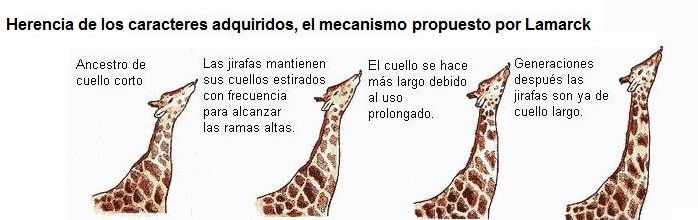 Herencia de los caracteres adquiridos, el mecanismo propuesto por Lamarck
Ancestro de
cuello corto
Las jirafas mantienen
sus cuellos estirados
con frecuencia
para alcanzar
las ramas altas.
El cuello se hace
más largo debido
al uso
prolongado.
Generaciones
después las
jirafas son ya de
cuello largo.